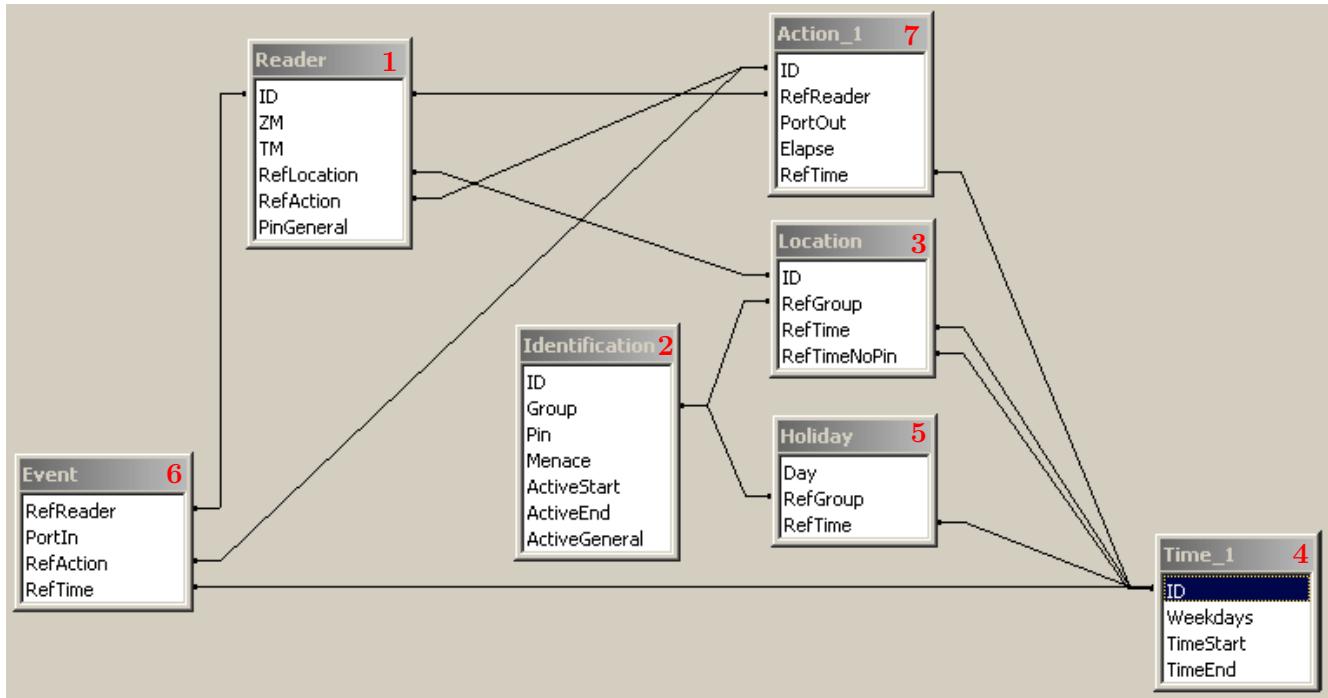 Reader 1
ID
ZM
TM
RefLocation
RefAction
PinGeneral
Action_1 7
ID
RefReader
PortOut
Elapse
RefTime
Location 3
ID
RefGroup
RefTime
RefTimeNoPin
Identification 2
ID
Group
Pin
Menace
ActiveStart
ActiveEnd
ActiveGeneral
Holiday 5
Day
RefGroup
RefTime
Event 6
RefReader
PortIn
RefAction
RefTime
Time_1 4
ID
Weekdays
TimeStart
TimeEnd